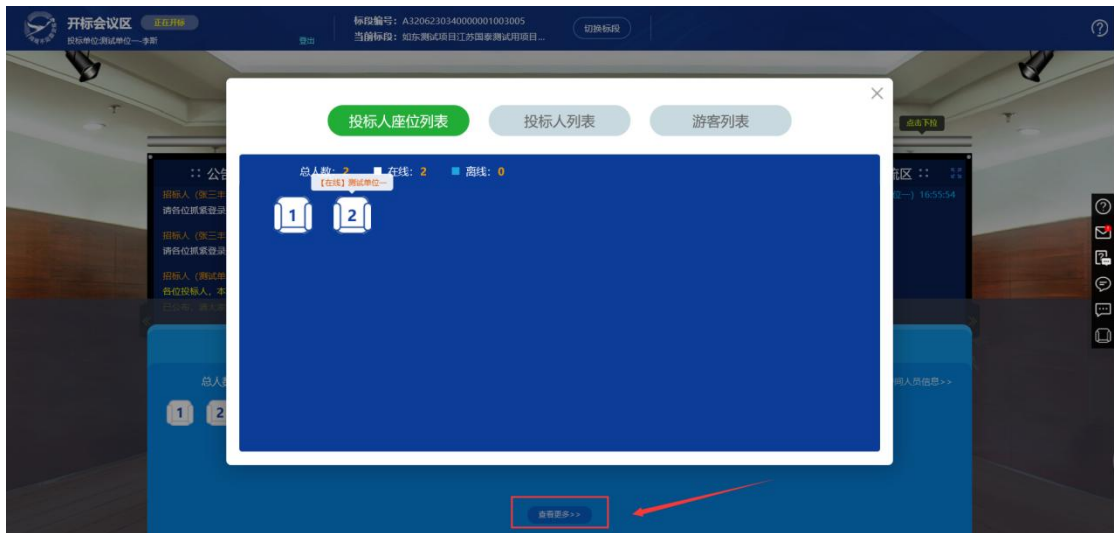 开标会议区 正在开标
投标单位:测试单位一-李斯
登出
标段编号: A3206230340000001003005
当前标段: 如东测试项目江苏国泰测试用项目...
切换标段
投标人座位列表 投标人列表 游客列表
点击下拉
总人数: 2 在线: 2 离线: 0
【在线】测试单位一
1 2
:: 公告
流区 ::
招标人（张三丰
请各位抓紧登录
招标人（张三丰
请各位抓紧登录
招标人（测试单
各位投标人，本
位一) 16:55:54
总人数
间人员信息>>
1 2
查看更多>>